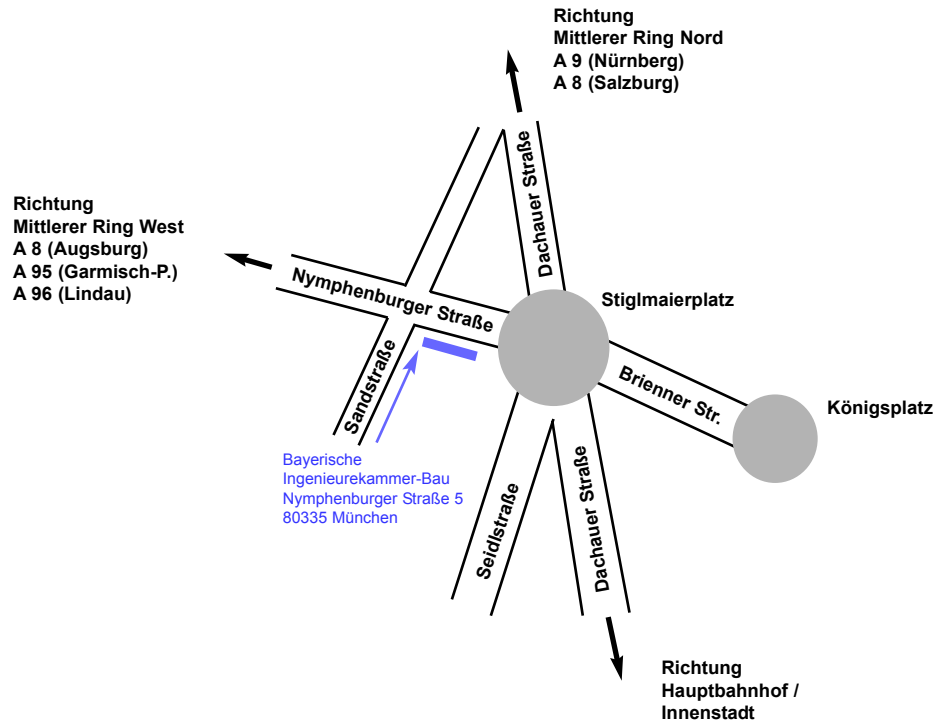 Richtung
Mittlerer Ring Nord
A 9 (Nürnberg)
A 8 (Salzburg)
Dachauer Straße
Richtung
Mittlerer Ring West
A 8 (Augsburg)
A 95 (Garmisch-P.)
A 96 (Lindau)
Nymphenburger Straße
Stiglmaierplatz
Sandstraße
Brienner Str.
Königsplatz
Bayerische
Ingenieurekammer-Bau
Nymphenburger Straße 5
80335 München
Seidlstraße
Dachauer Straße
Richtung
Hauptbahnhof /
Innenstadt